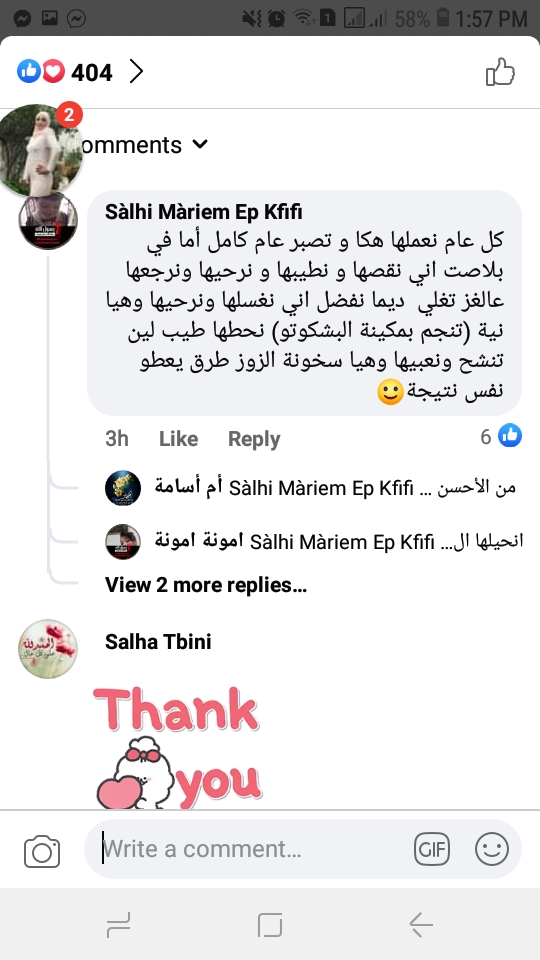 58% 1:57 PM
404
2
omments
Sàlhi Màriem Ep Kfifi
كل عام نعملها هكا و تصبر عام كامل أما في
بلاصت اني نقصها و نطيبها و نرحيها ونرجعها
عالغز تغلي ديما نفضل اني نغسلها ونرحيها وهيا
نية (تنجم بمكينة البشكوتو) نحطها طيب لين
تنشح ونعبيها وهيا سخونة الزوز طرق يعطو
نفس نتيجة
3h Like Reply 6
أم أسامة Sàlhi Màriem Ep Kfifi من الأحسن ...
امونة امونة Sàlhi Màriem Ep Kfifi انحيلها ال...
View 2 more replies...
Salha Tbini
Thank
you
Write a comment...
GIF